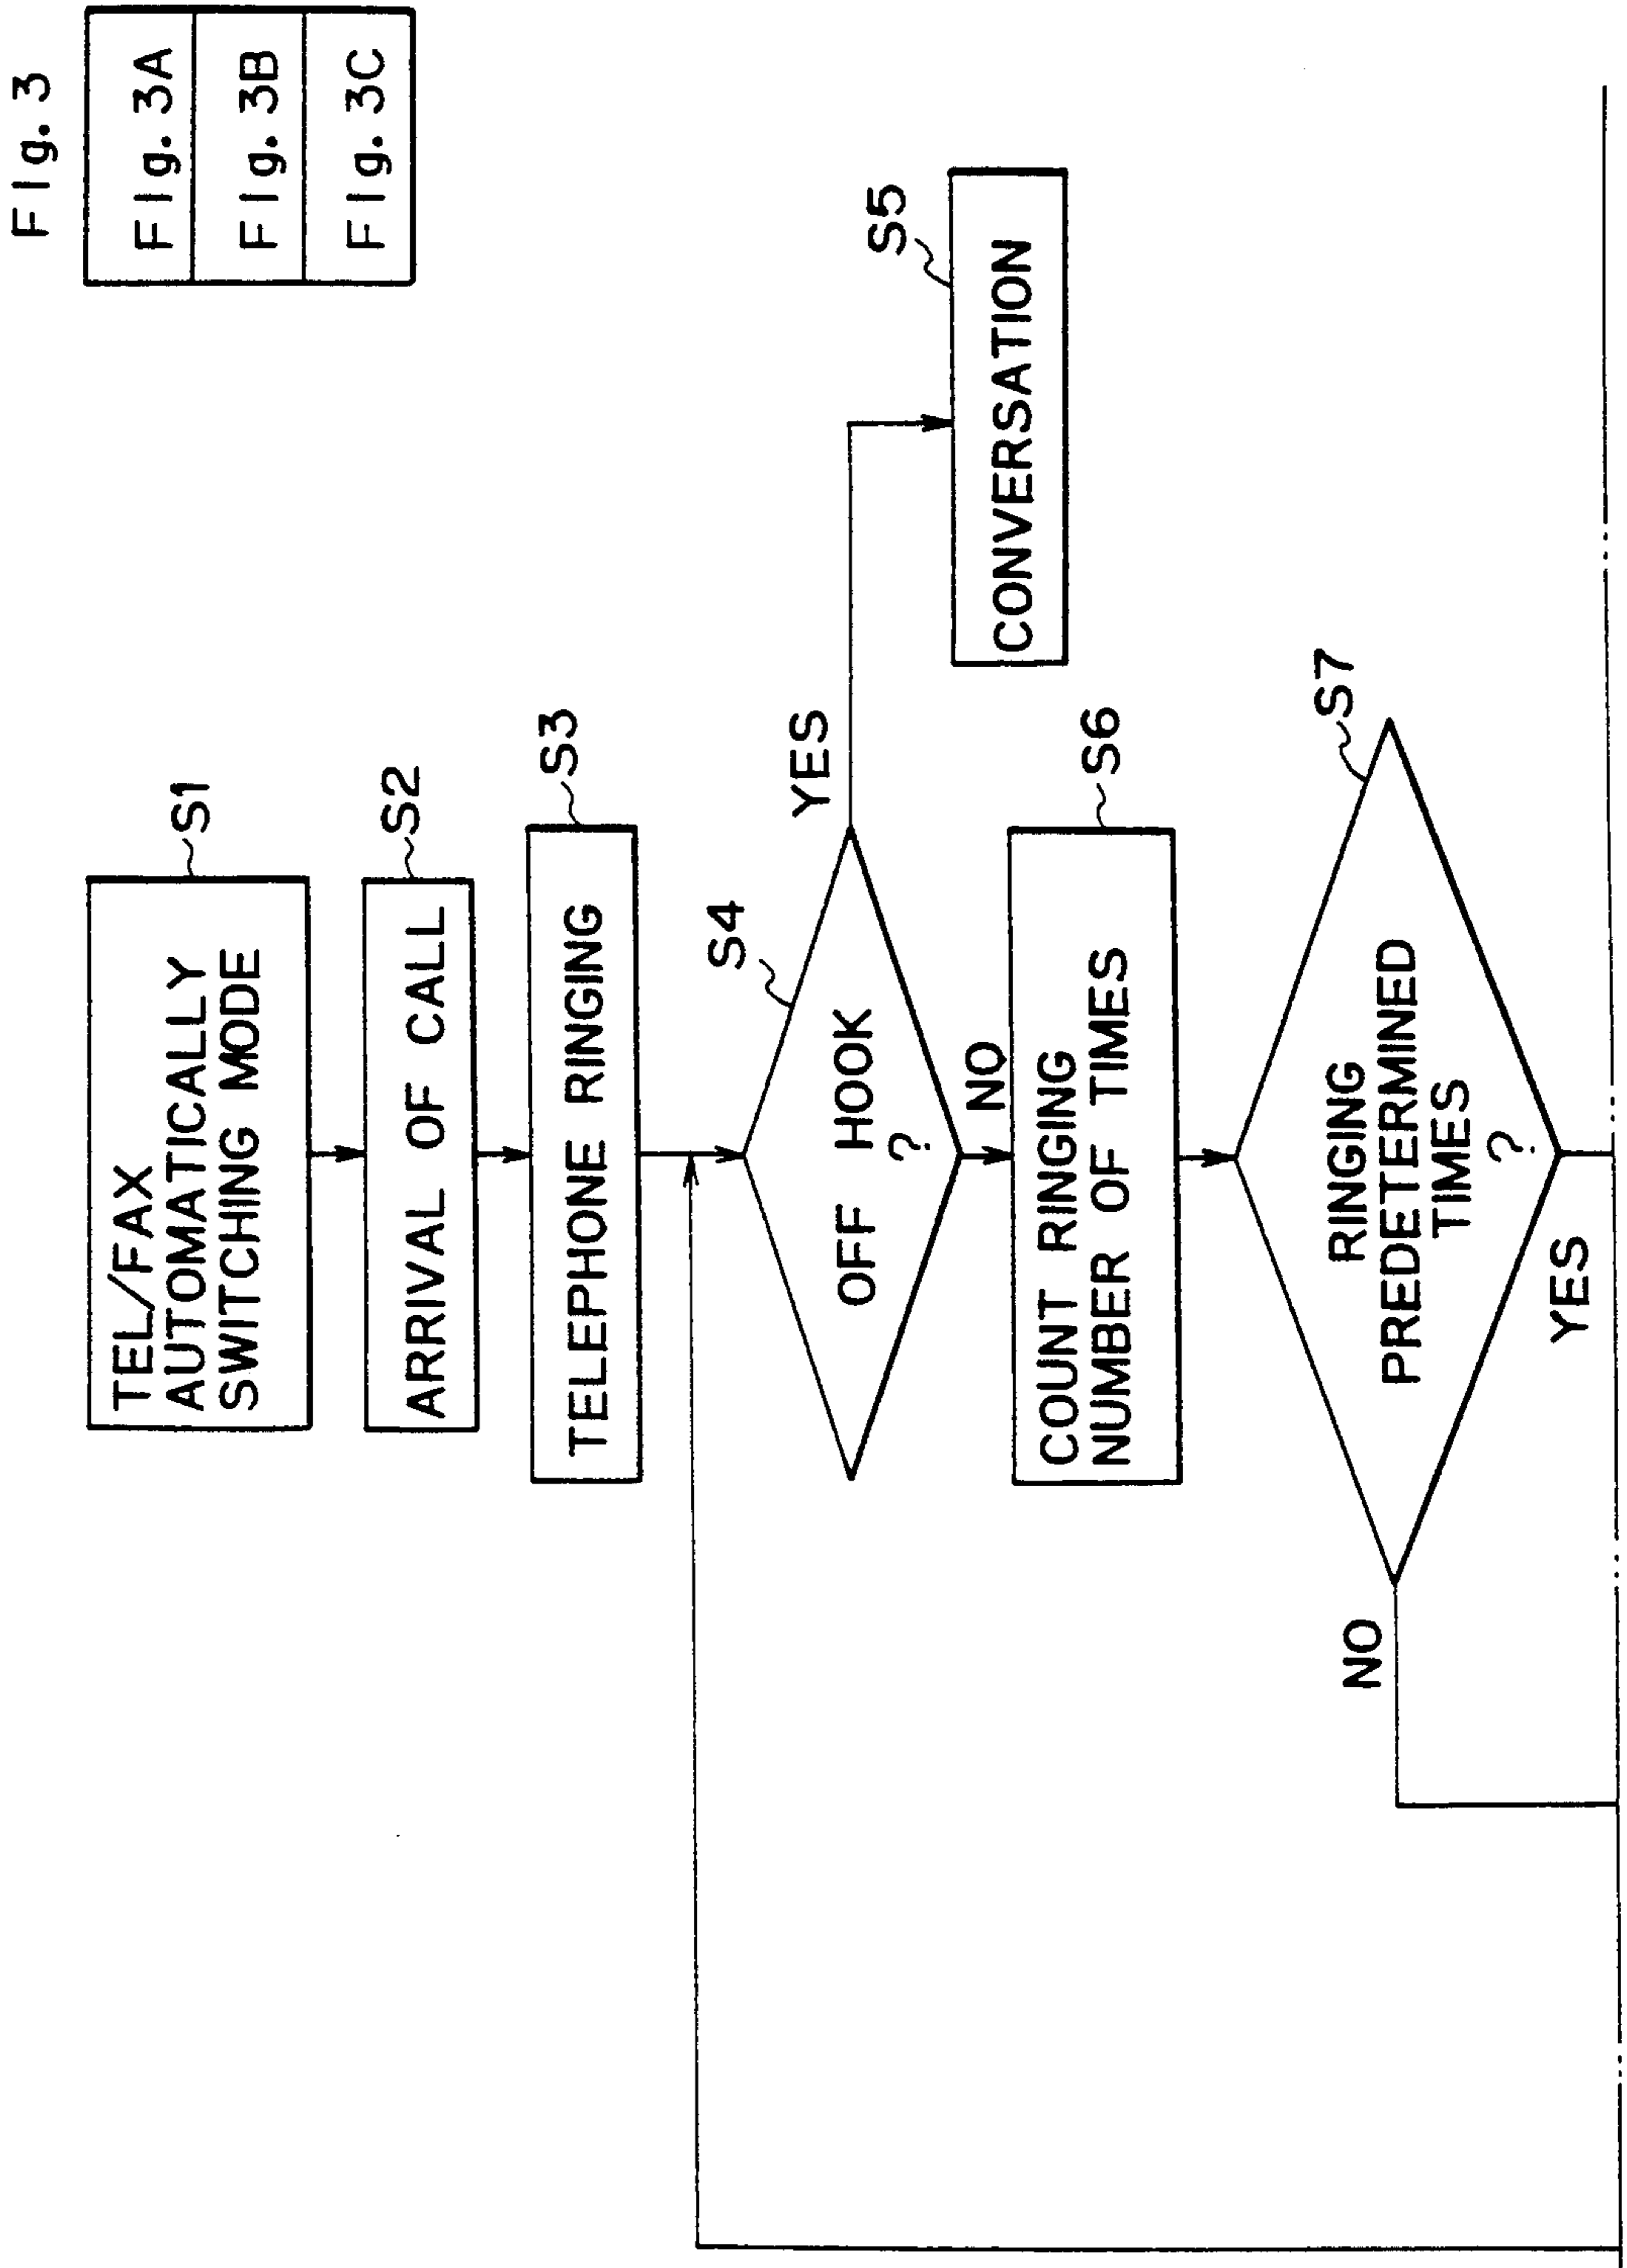 Fig. 3
Fig. 3A
Fig. 3B
Fig. 3C
TEL/FAX
AUTOMATICALLY
SWITCHING MODE
S1
ARRIVAL OF CALL
S2
TELEPHONE RINGING
S3
OFF HOOK
?
S4
YES
CONVERSATION
S5
NO
COUNT RINGING
NUMBER OF TIMES
S6
RINGING
PREDETERMINED
TIMES
?
S7
NO
YES